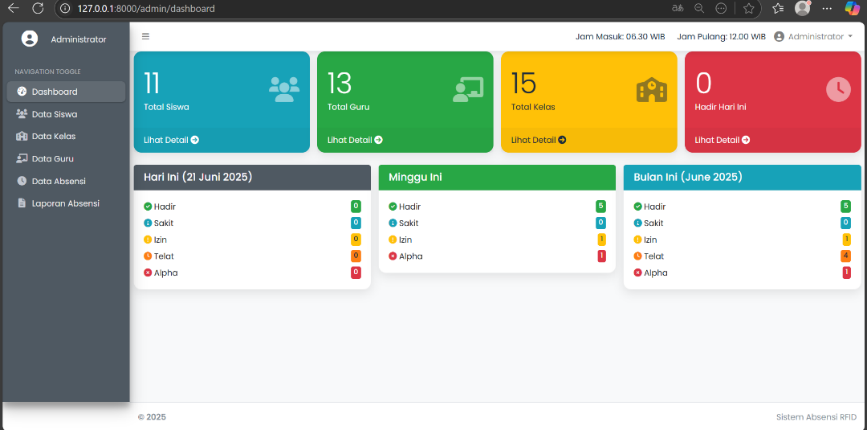 127.0.0.1:8000/admin/dashboard
Administrator
Jam Masuk: 06.30 WIB Jam Pulang: 12.00 WIB Administrator
NAVIGATION TOGGLE
Dashboard
Data Siswa
Data Kelas
Data Guru
Data Absensi
Laporan Absensi
11
Total Siswa
Lihat Detail
13
Total Guru
Lihat Detail
15
Total Kelas
Lihat Detail
0
Hadir Hari Ini
Lihat Detail
Hari Ini (21 Juni 2025)
Hadir 0
Sakit 0
Izin 0
Telat 0
Alpha 0
Minggu Ini
Hadir 5
Sakit 0
Izin 1
Alpha 1
Bulan Ini (June 2025)
Hadir 5
Sakit 0
Izin 1
Telat 4
Alpha 1
© 2025
Sistem Absensi RFID